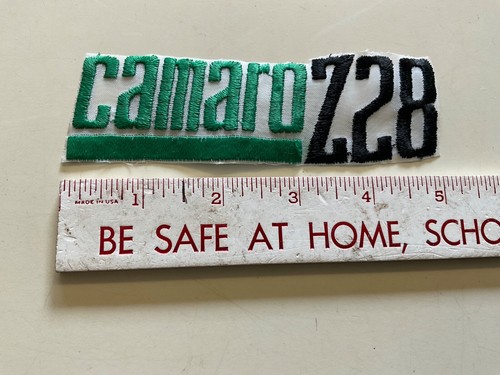 camaro Z28
MADE IN USA 1 2 3 4 5
BE SAFE AT HOME, SCHO